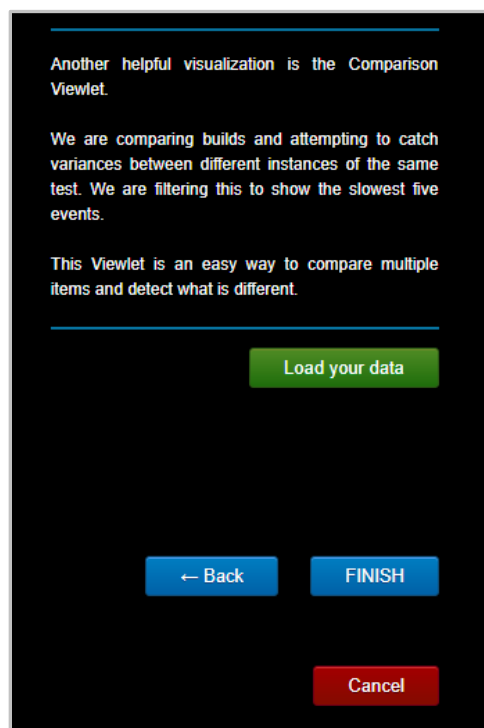 Another helpful visualization is the Comparison
Viewlet.
We are comparing builds and attempting to catch
variances between different instances of the same
test. We are filtering this to show the slowest five
events.
This Viewlet is an easy way to compare multiple
items and detect what is different.
Load your data
← Back
FINISH
Cancel